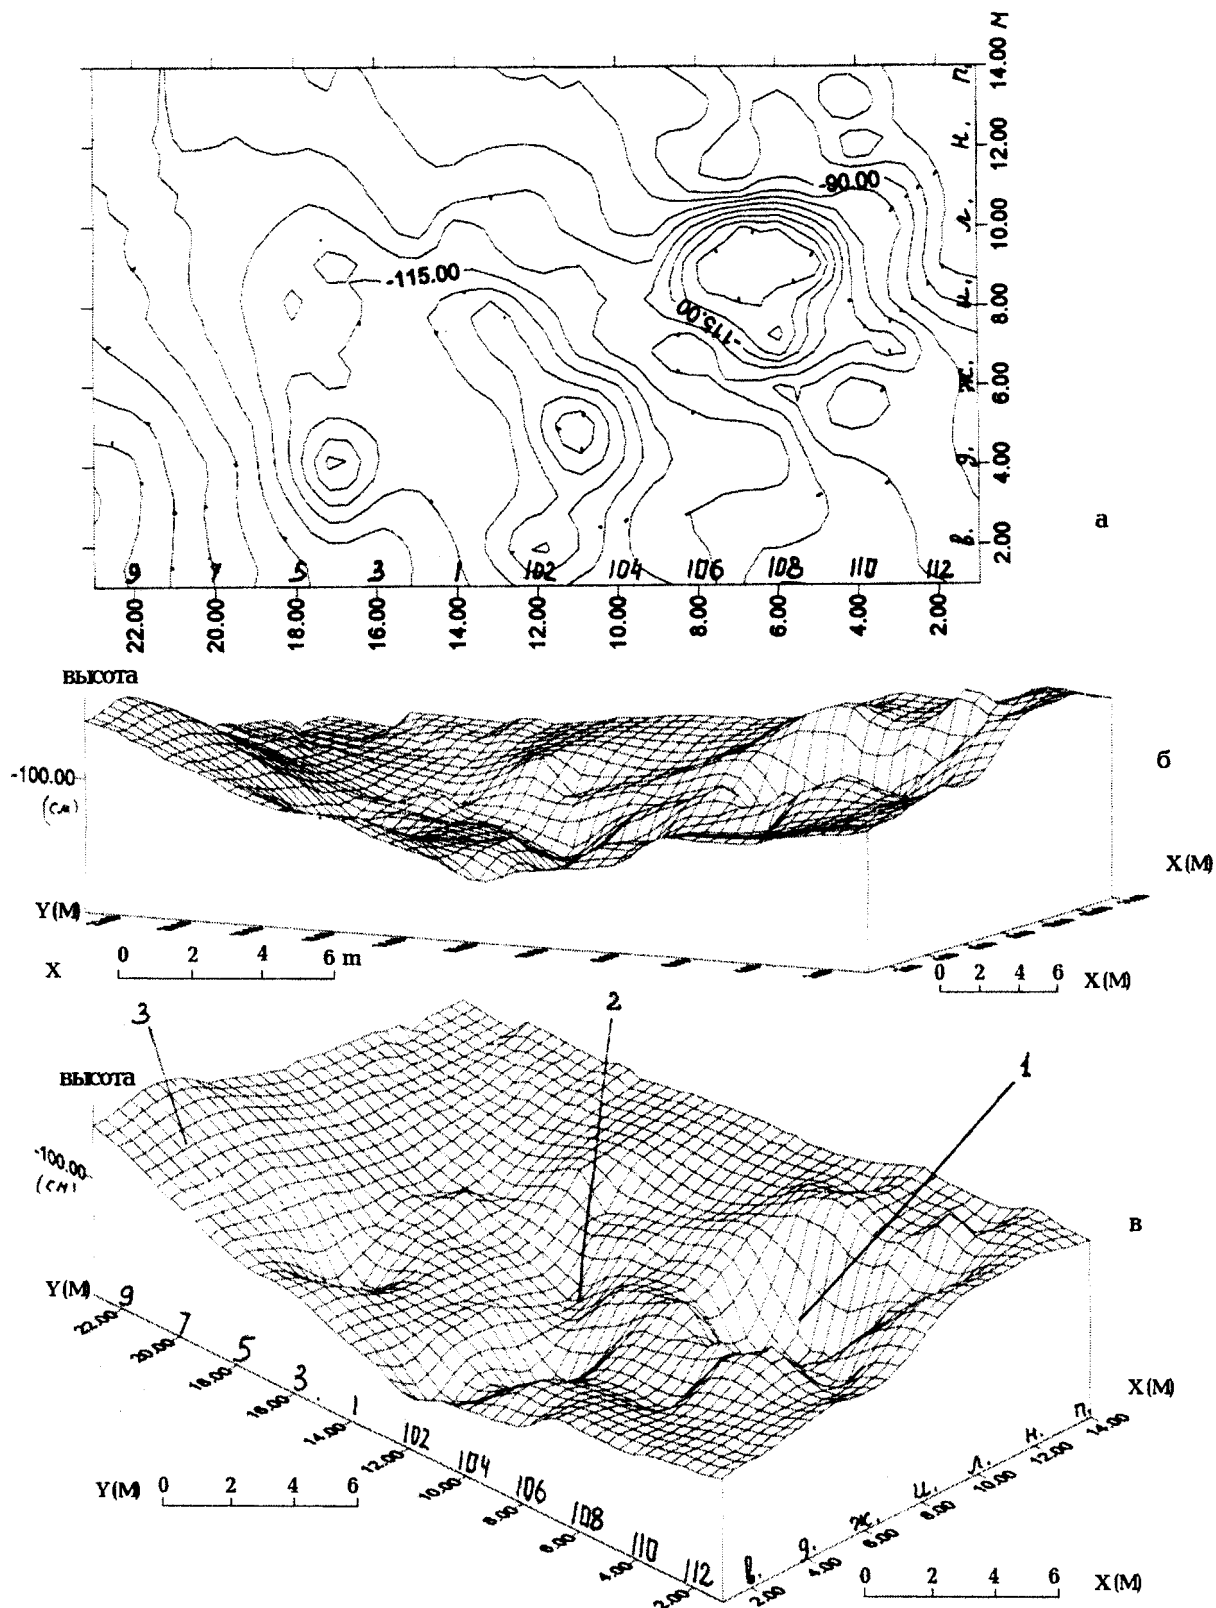 14.00 М
п.
12.00
н.
-90.00
10.00
л.
-115.00
8.00
и.
-115.00
6.00
ж.
4.00
д.
а
2.00
в.
9 7 5 3 1 102 104 106 108 110 112
22.00 20.00 18.00 16.00 14.00 12.00 10.00 8.00 6.00 4.00 2.00
высота
б
-100.00
(см)
X (М)
Y (М)
0 2 4 6 m
X
0 2 4 6 X (М)
3 2 1
высота
-100.00
(см)
в
Y (М)
9 7 5 3. 1 102 104 106 108 110 112
22.00 20.00 18.00 16.00 14.00 12.00 10.00 8.00 6.00 4.00 2.00
X (М)
в. д. ж. и. л. н. п.
2.00 4.00 6.00 8.00 10.00 12.00 14.00
Y (М) 0 2 4 6
0 2 4 6 X (М)